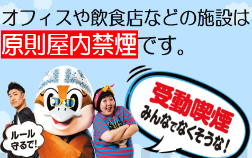 オフィスや飲食店などの施設は
原則屋内禁煙です。
ルール
守るで!
受動喫煙
みんなでなくそうな!